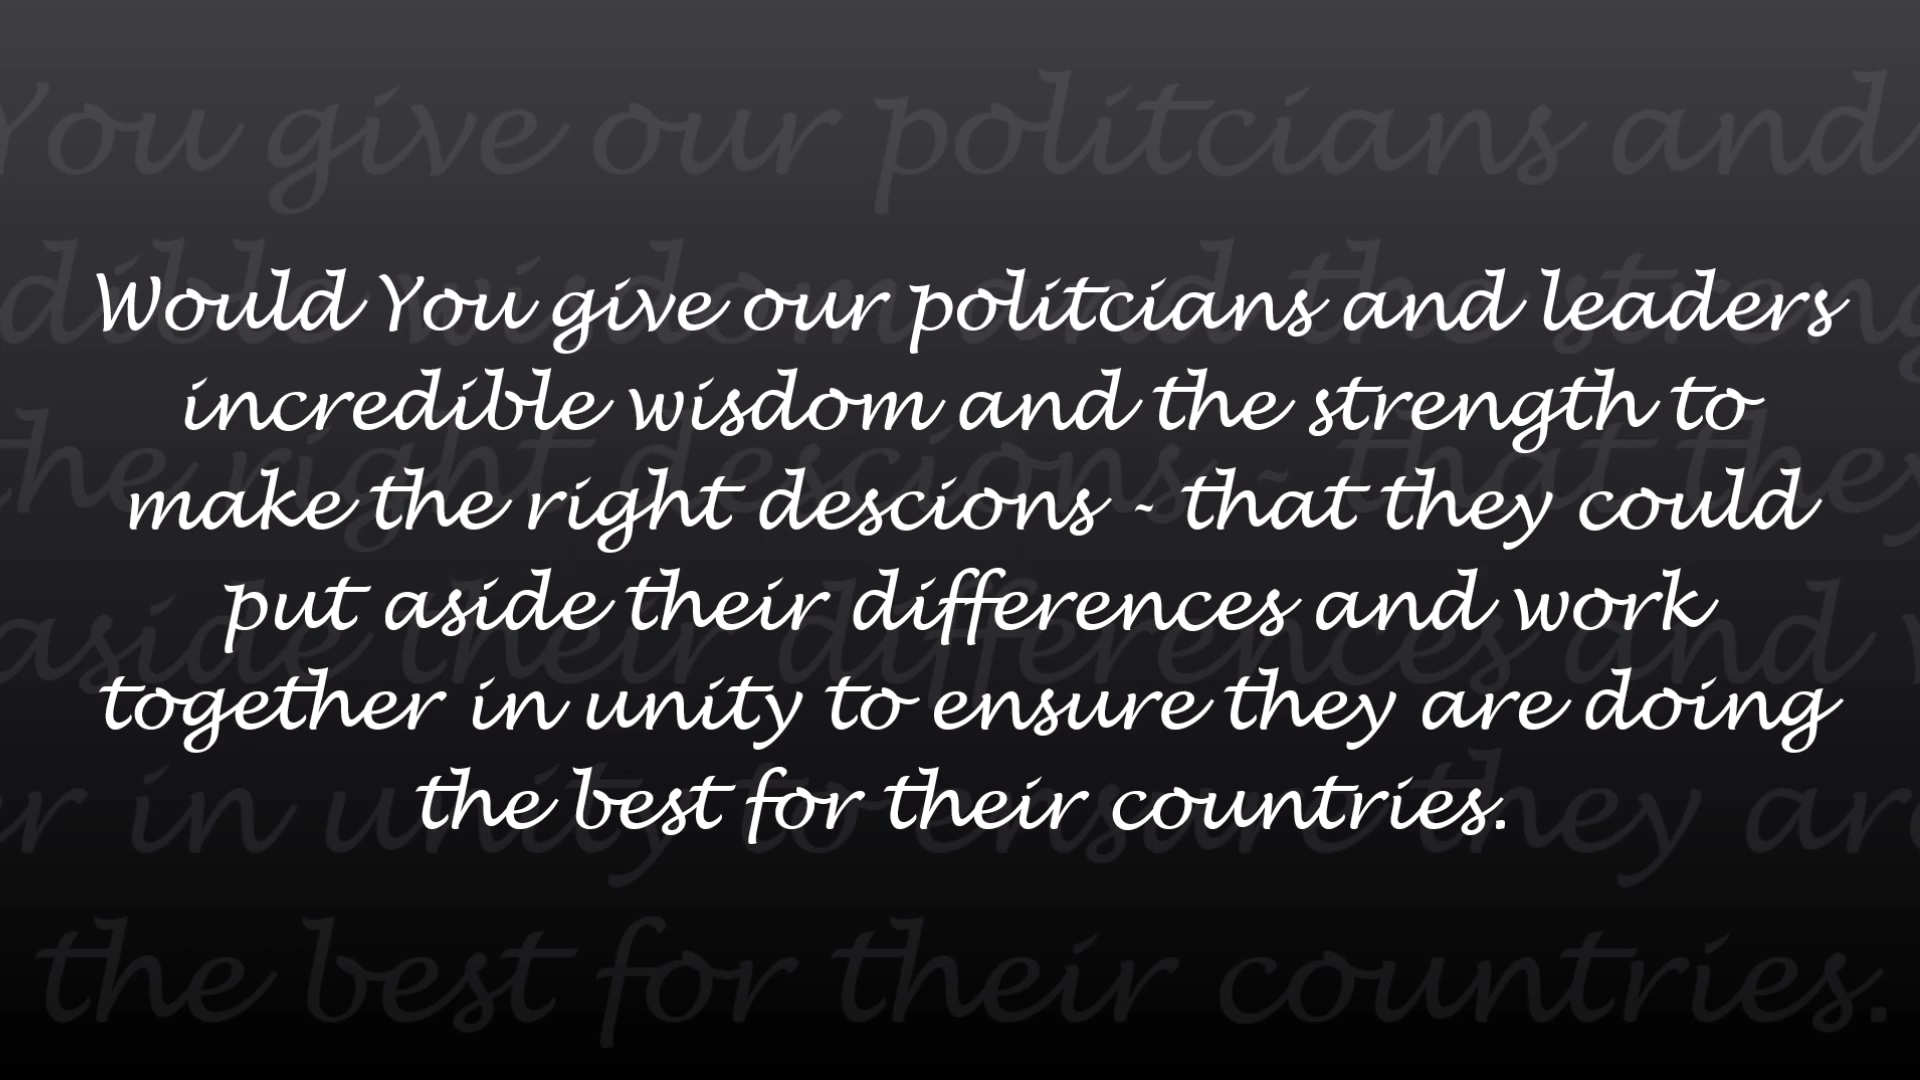 Would You give our politcians and leaders
incredible wisdom and the strength to
make the right descions - that they could
put aside their differences and work
together in unity to ensure they are doing
the best for their countries.